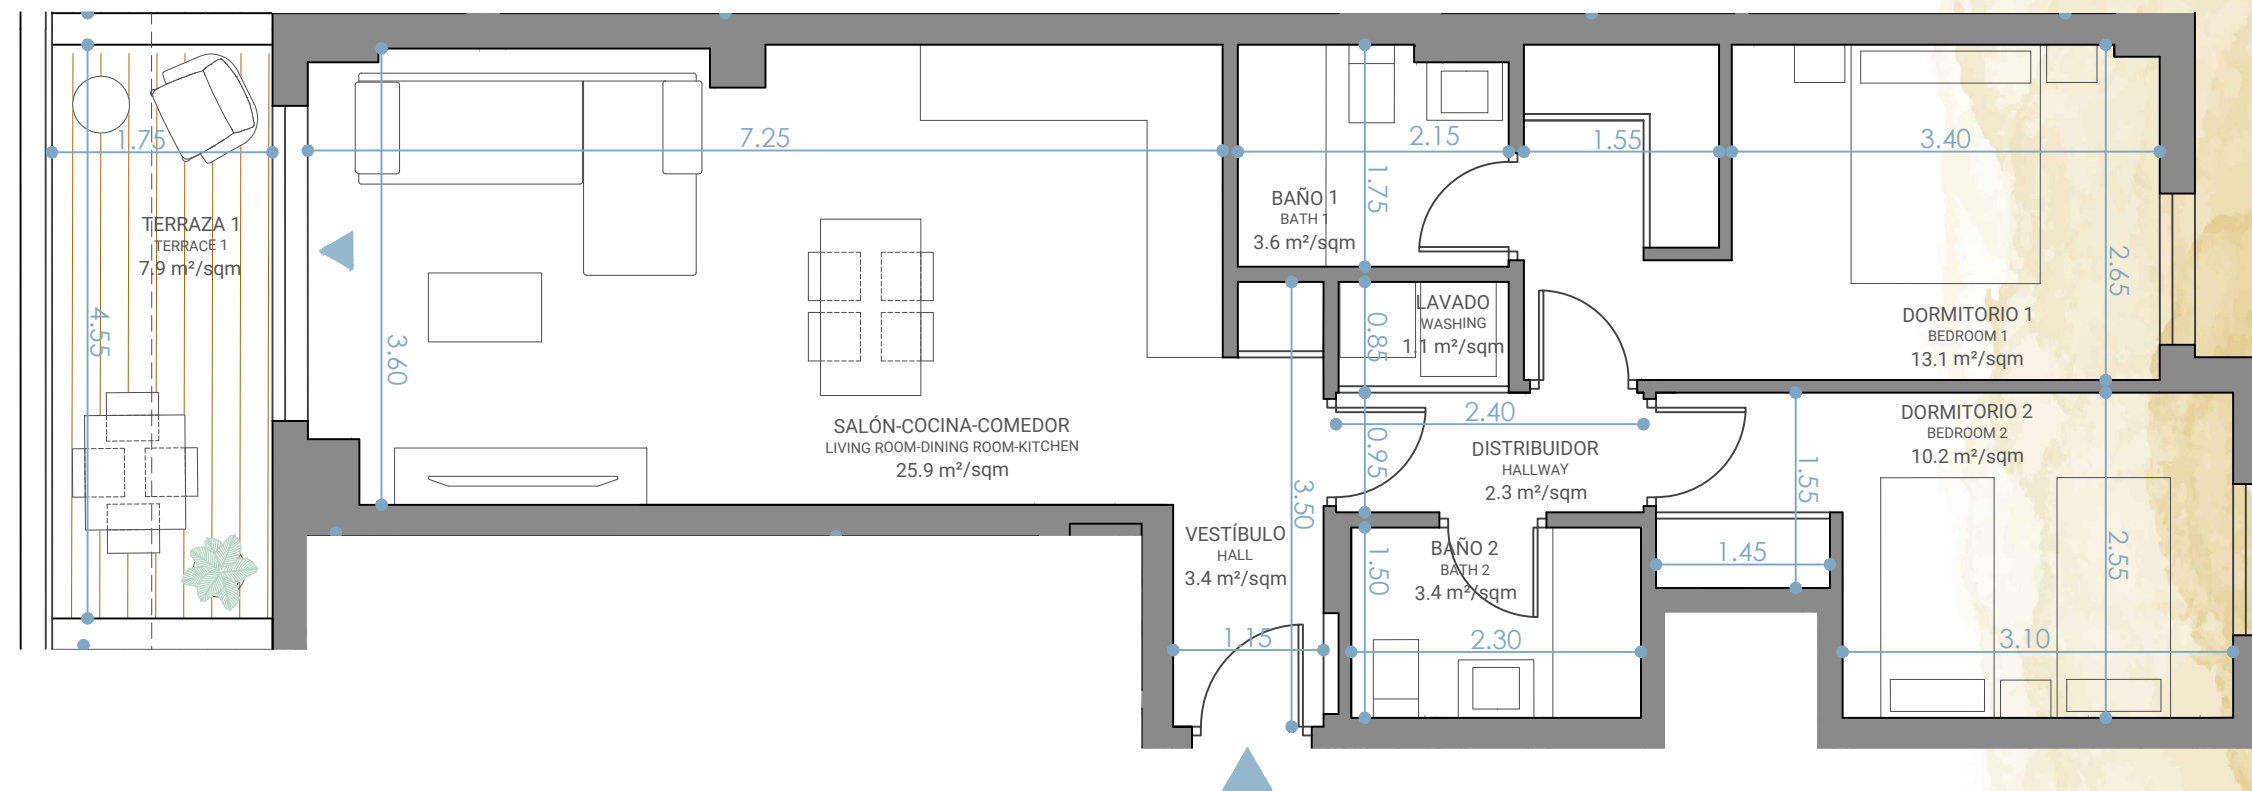 1.75
TERRAZA 1
TERRACE 1
7.9 m²/sqm
4.55
7.25
3.60
SALÓN-COCINA-COMEDOR
LIVING ROOM-DINING ROOM-KITCHEN
25.9 m²/sqm
2.15
1.75
BAÑO 1
BATH 1
3.6 m²/sqm
1.55
3.40
2.65
DORMITORIO 1
BEDROOM 1
13.1 m²/sqm
LAVADO
WASHING
1.1 m²/sqm
0.85
2.40
0.95
DISTRIBUIDOR
HALLWAY
2.3 m²/sqm
DORMITORIO 2
BEDROOM 2
10.2 m²/sqm
1.55
1.45
2.55
3.10
3.50
VESTÍBULO
HALL
3.4 m²/sqm
1.15
BAÑO 2
BATH 2
3.4 m²/sqm
1.50
2.30